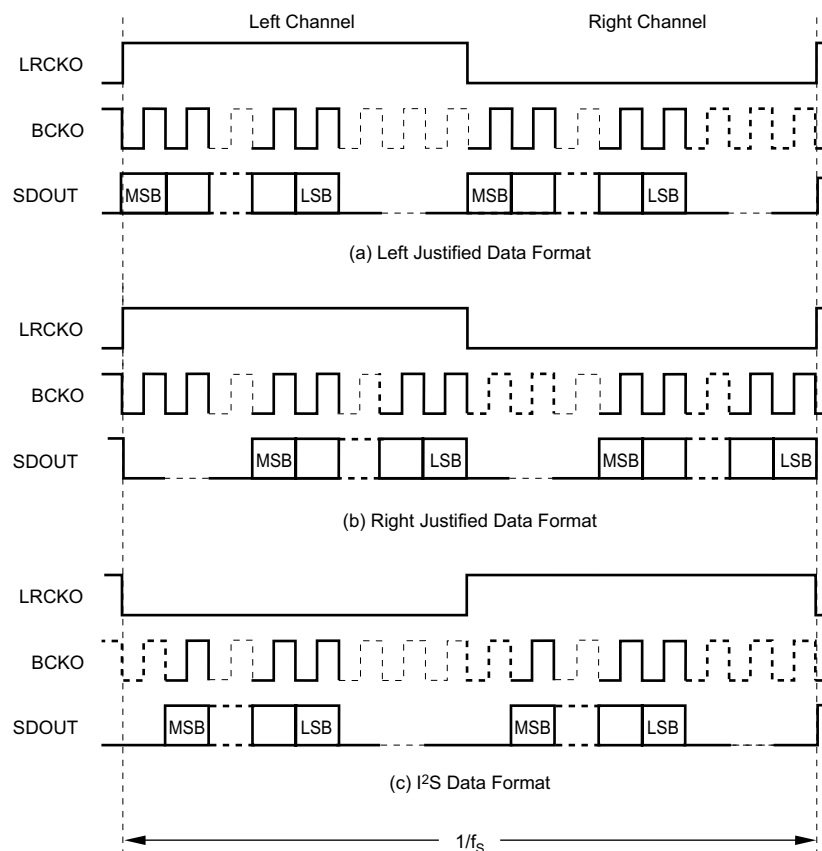 Left Channel Right Channel
LRCKO
BCKO
SDOUT MSB LSB MSB LSB
(a) Left Justified Data Format
LRCKO
BCKO
SDOUT MSB LSB MSB LSB
(b) Right Justified Data Format
LRCKO
BCKO
SDOUT MSB LSB MSB LSB
(c) I²S Data Format
1/fS